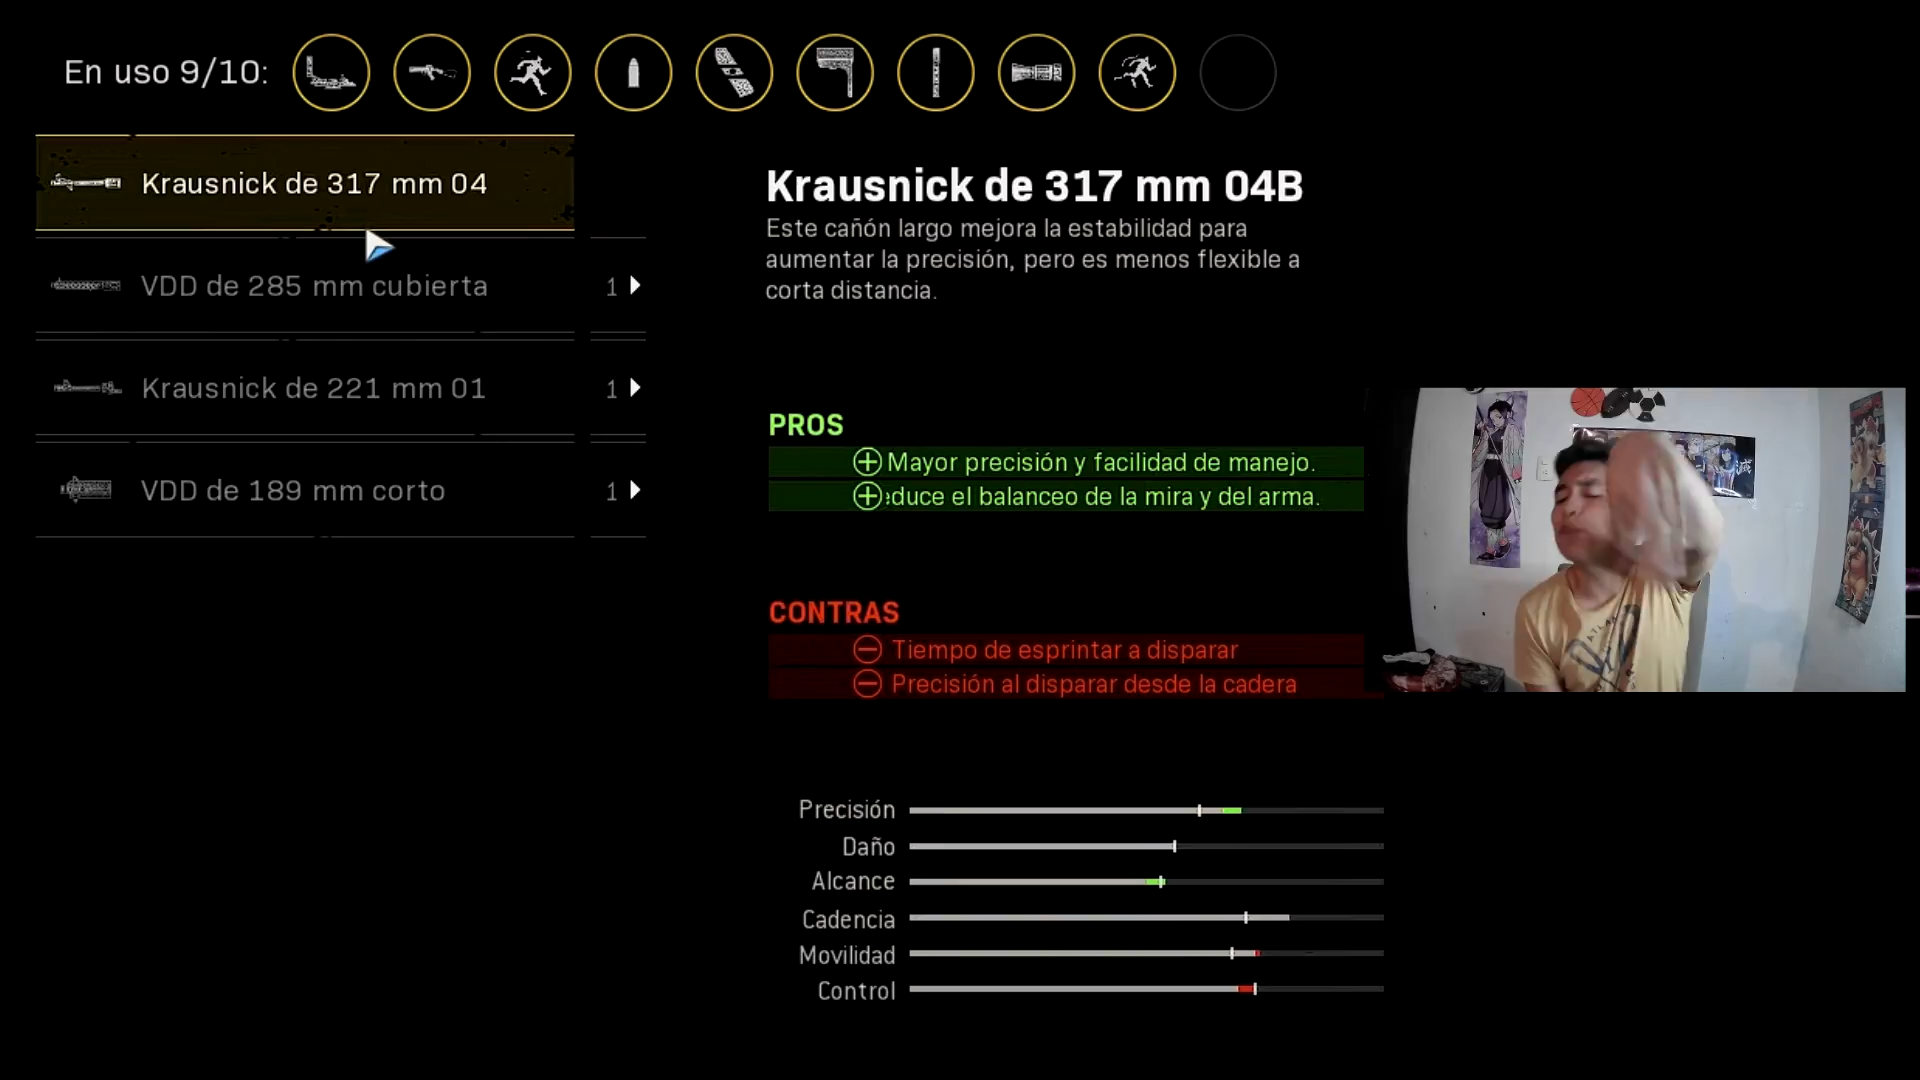 En uso 9/10:
Krausnick de 317 mm 04
VDD de 285 mm cubierta
1
Krausnick de 221 mm 01
1
VDD de 189 mm corto
1
Krausnick de 317 mm 04B
Este cañón largo mejora la estabilidad para
aumentar la precisión, pero es menos flexible a
corta distancia.
PROS
Mayor precisión y facilidad de manejo.
educe el balanceo de la mira y del arma.
CONTRAS
Tiempo de esprintar a disparar
Precisión al disparar desde la cadera
Precisión
Daño
Alcance
Cadencia
Movilidad
Control